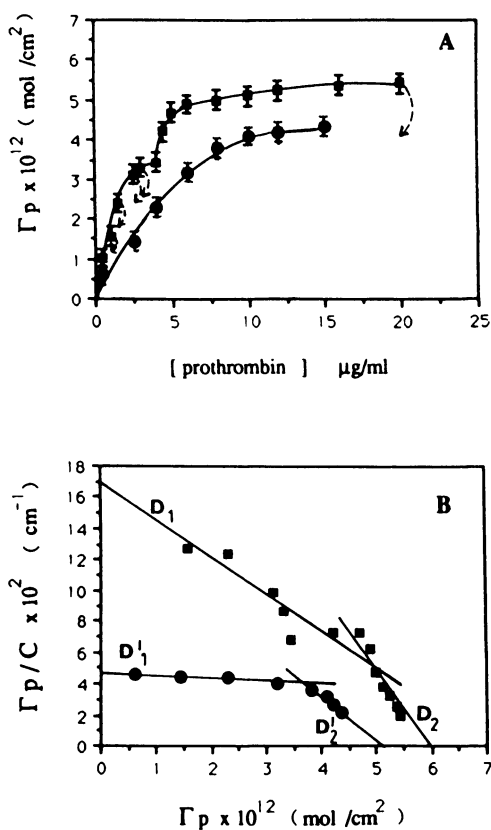 A
Γp x 10¹² ( mol /cm² )
7
6
5
4
3
2
1
0
0 5 10 15 20 25
[ prothrombin ] µg/ml
B
Γp/C x 10² ( cm⁻¹ )
18
16
14
12
10
8
6
4
2
0
D₁
D'₁
D'₂
D₂
0 1 2 3 4 5 6 7
Γp x 10¹² ( mol/cm² )